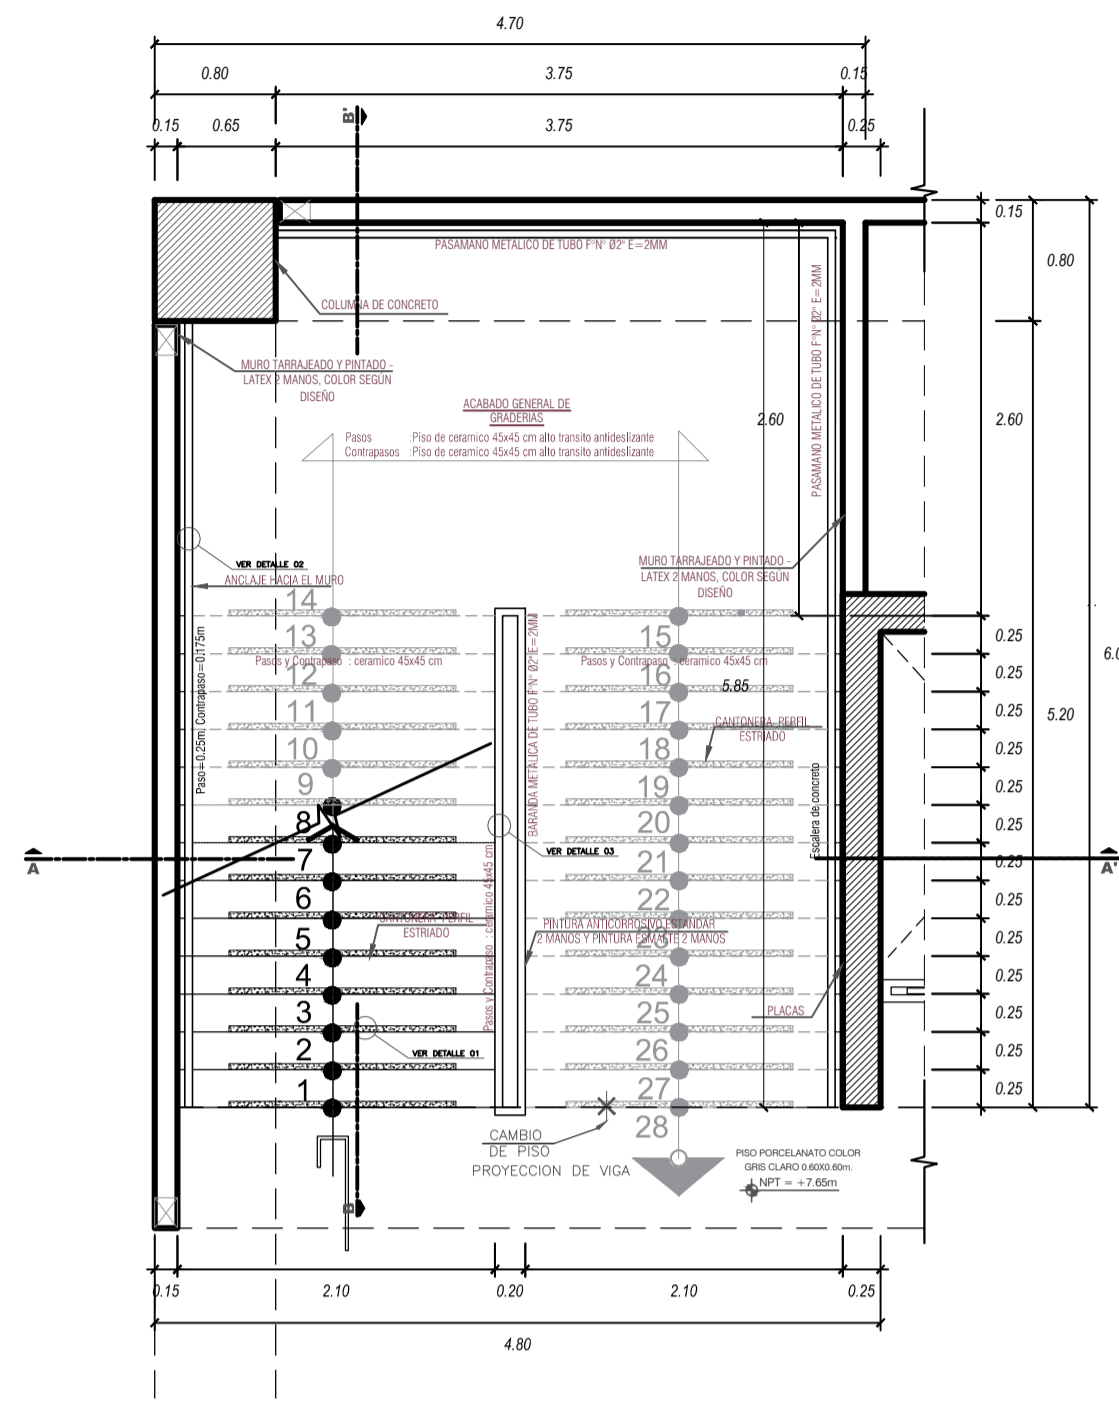 4.70
0.80 3.75 0.15
0.15 0.65 3.75 0.25
B'
0.15
PASAMANO METALICO DE TUBO F°N° Ø2" E=2MM
0.80
COLUMNA DE CONCRETO
PASAMANO METALICO DE TUBO F°N° Ø2" E=2MM
MURO TARRAJEADO Y PINTADO -
LATEX 2 MANOS, COLOR SEGÚN
DISEÑO
ACABADO GENERAL DE
GRADERIAS
Pasos :Piso de ceramico 45x45 cm alto transito antideslizante
Contrapasos :Piso de ceramico 45x45 cm alto transito antideslizante
2.60
2.60
VER DETALLE 02
ANCLAJE HACIA EL MURO
MURO TARRAJEADO Y PINTADO -
LATEX 2 MANOS, COLOR SEGÚN
DISEÑO
Paso=0.25m, Contrapaso=0.175m
14
13 15
Pasos y Contrapaso : ceramico 45x45 cm
Pasos y Contrapaso : ceramico 45x45 cm
12 16
5.85
11 17
CANTONERA PERFIL
ESTRIADO
10 18
9 19
8 20
7 21
6 22
5 23
4 24
3 25
2 26
1 27
28
BARANDA METALICA DE TUBO F°N° Ø2" E=2MM
Escalera de concreto
VER DETALLE 03
A A'
Pasos y Contrapaso : ceramico 45x45 cm
CANTONERA PERFIL
ESTRIADO
PINTURA ANTICORROSIVO ESTANDAR
2 MANOS Y PINTURA ESMALTE 2 MANOS
PLACAS
VER DETALLE 01
0.25
0.25
0.25
0.25
0.25
0.25
0.25
0.25
0.25
0.25
0.25
0.25
0.25
5.20
CAMBIO
DE PISO
PROYECCION DE VIGA
PISO PORCELANATO COLOR
GRIS CLARO 0.60X0.60m.
NPT = +7.65m
B
0.15 2.10 0.20 2.10 0.25
4.80